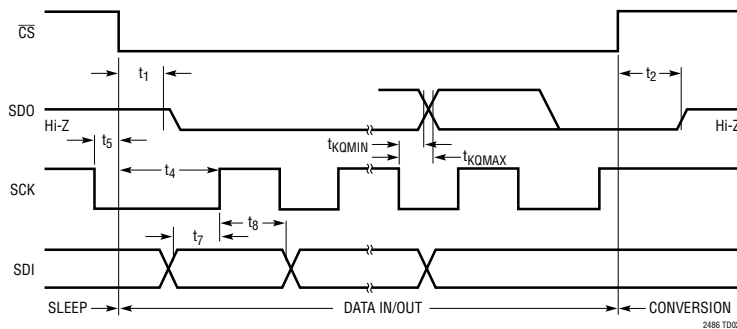 CS
t1
t2
SDO
Hi-Z
Hi-Z
t5
tKQMIN
tKQMAX
t4
SCK
t7
t8
SDI
SLEEP
DATA IN/OUT
CONVERSION
2486 TD02